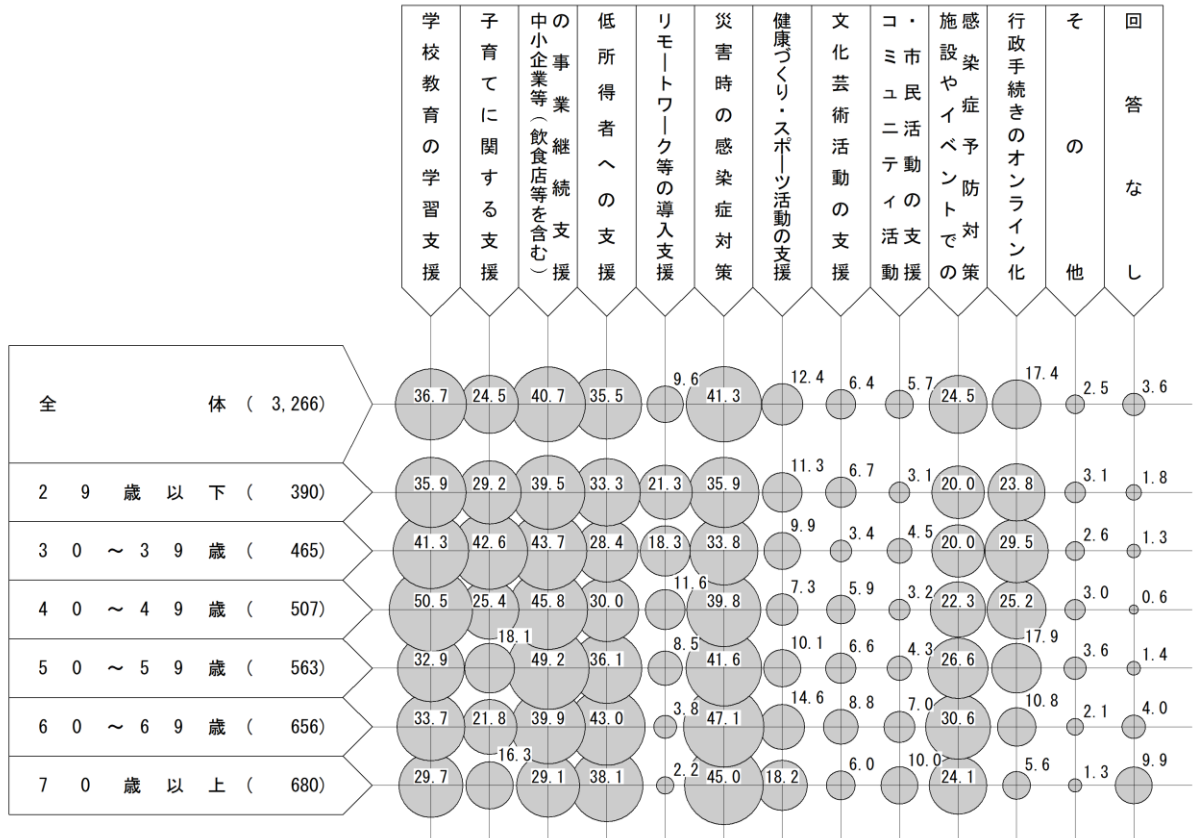 学校教育の学習支援
子育てに関する支援
中小企業等（飲食店等を含む）
の事業継続支援
低所得者への支援
リモートワーク等の導入支援
災害時の感染症対策
健康づくり・スポーツ活動の支援
文化芸術活動の支援
コミュニティ活動
・市民活動の支援
施設やイベントでの
感染症予防対策
行政手続きのオンライン化
その他
回答なし
全体 ( 3,266) 36.7 24.5 40.7 35.5 9.6 41.3 12.4 6.4 5.7 24.5 17.4 2.5 3.6
29歳以下 ( 390) 35.9 29.2 39.5 33.3 21.3 35.9 11.3 6.7 3.1 20.0 23.8 3.1 1.8
30～39歳 ( 465) 41.3 42.6 43.7 28.4 18.3 33.8 9.9 3.4 4.5 20.0 29.5 2.6 1.3
40～49歳 ( 507) 50.5 25.4 45.8 30.0 11.6 39.8 7.3 5.9 3.2 22.3 25.2 3.0 0.6
50～59歳 ( 563) 32.9 18.1 49.2 36.1 8.5 41.6 10.1 6.6 4.3 26.6 17.9 3.6 1.4
60～69歳 ( 656) 33.7 21.8 39.9 43.0 3.8 47.1 14.6 8.8 7.0 30.6 10.8 2.1 4.0
70歳以上 ( 680) 29.7 16.3 29.1 38.1 2.2 45.0 18.2 6.0 10.0 24.1 5.6 1.3 9.9